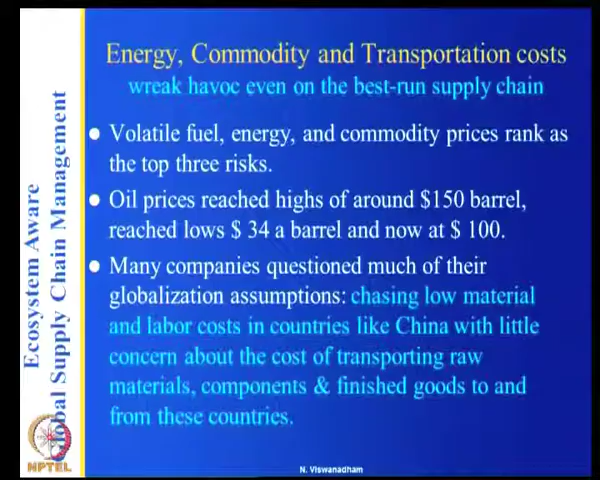 Energy, Commodity and Transportation costs
wreak havoc even on the best-run supply chain
● Volatile fuel, energy, and commodity prices rank as
the top three risks.
● Oil prices reached highs of around $150 barrel,
reached lows $ 34 a barrel and now at $ 100.
● Many companies questioned much of their
globalization assumptions: chasing low material
and labor costs in countries like China with little
concern about the cost of transporting raw
materials, components & finished goods to and
from these countries.
Ecosystem Aware
Global Supply Chain Management
NPTEL
N. Viswanadham